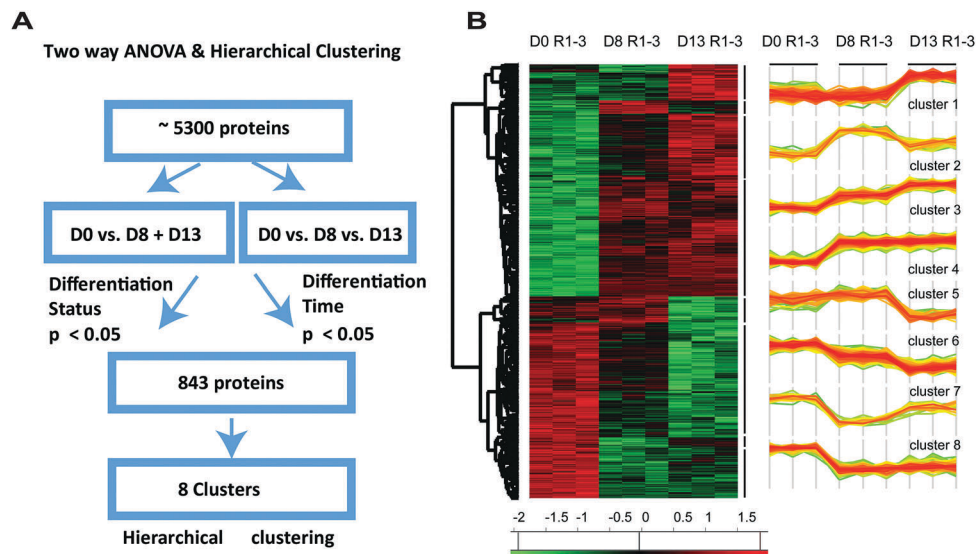 A
Two way ANOVA & Hierarchical Clustering
~ 5300 proteins
D0 vs. D8 + D13
D0 vs. D8 vs. D13
Differentiation
Status
p < 0.05
Differentiation
Time
p < 0.05
843 proteins
8 Clusters
Hierarchical clustering
B
D0 R1-3 D8 R1-3 D13 R1-3
D0 R1-3 D8 R1-3 D13 R1-3
cluster 1
cluster 2
cluster 3
cluster 4
cluster 5
cluster 6
cluster 7
cluster 8
-2 -1.5 -1 -0.5 0 0.5 1 1.5